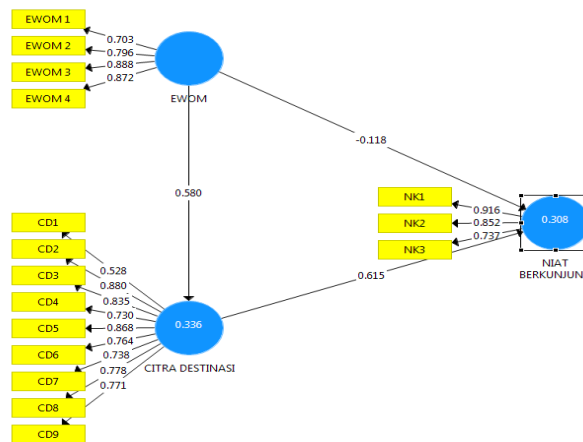 EWOM 1
EWOM 2
EWOM 3
EWOM 4
0.703
0.796
0.888
0.872
EWOM
-0.118
0.580
NK1
NK2
NK3
0.916
0.852
0.737
0.308
NIAT
BERKUNJUN
0.615
CD1
CD2
CD3
CD4
CD5
CD6
CD7
CD8
CD9
0.528
0.880
0.835
0.730
0.868
0.764
0.738
0.778
0.771
0.336
CITRA DESTINASI